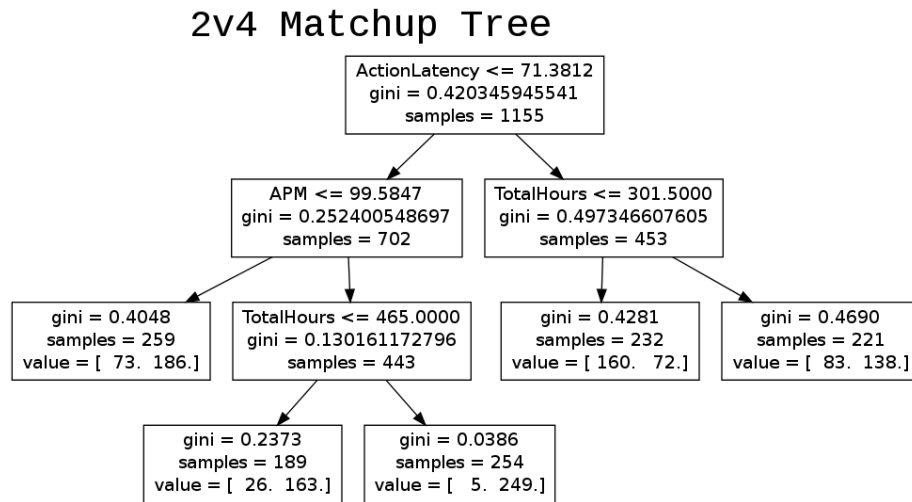 2v4 Matchup Tree
ActionLatency <= 71.3812
gini = 0.420345945541
samples = 1155
APM <= 99.5847
gini = 0.252400548697
samples = 702
TotalHours <= 301.5000
gini = 0.497346607605
samples = 453
gini = 0.4048
samples = 259
value = [  73.  186.]
TotalHours <= 465.0000
gini = 0.130161172796
samples = 443
gini = 0.4281
samples = 232
value = [ 160.   72.]
gini = 0.4690
samples = 221
value = [  83.  138.]
gini = 0.2373
samples = 189
value = [  26.  163.]
gini = 0.0386
samples = 254
value = [   5.  249.]